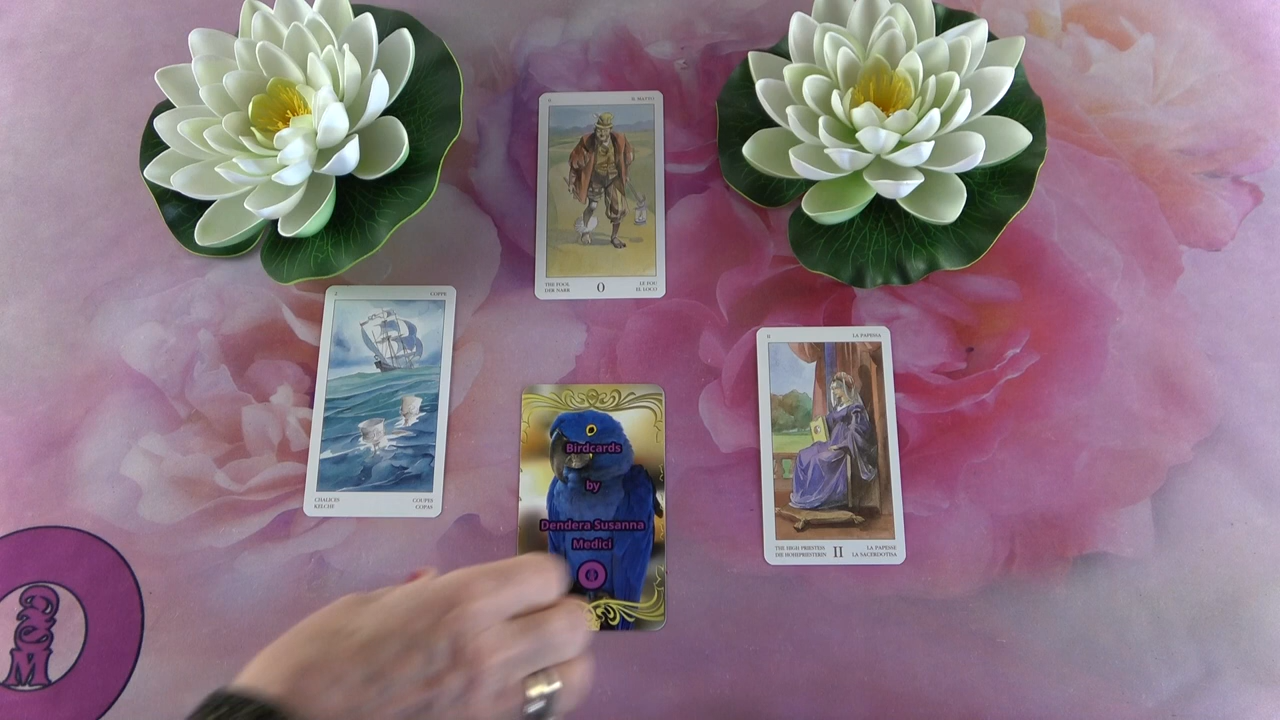 IL MATTO
THE FOOL
DER NARR
0
LE FOU
EL LOCO
COPPE
CHALICES
KELCHE
COUPES
COPAS
Birdcards
by
Dendera Susanna
Medici
II
LA PAPESSA
THE HIGH PRIESTESS
DIE HOHEPRIESTERIN
II
LA PAPESSE
LA SACERDOTISA